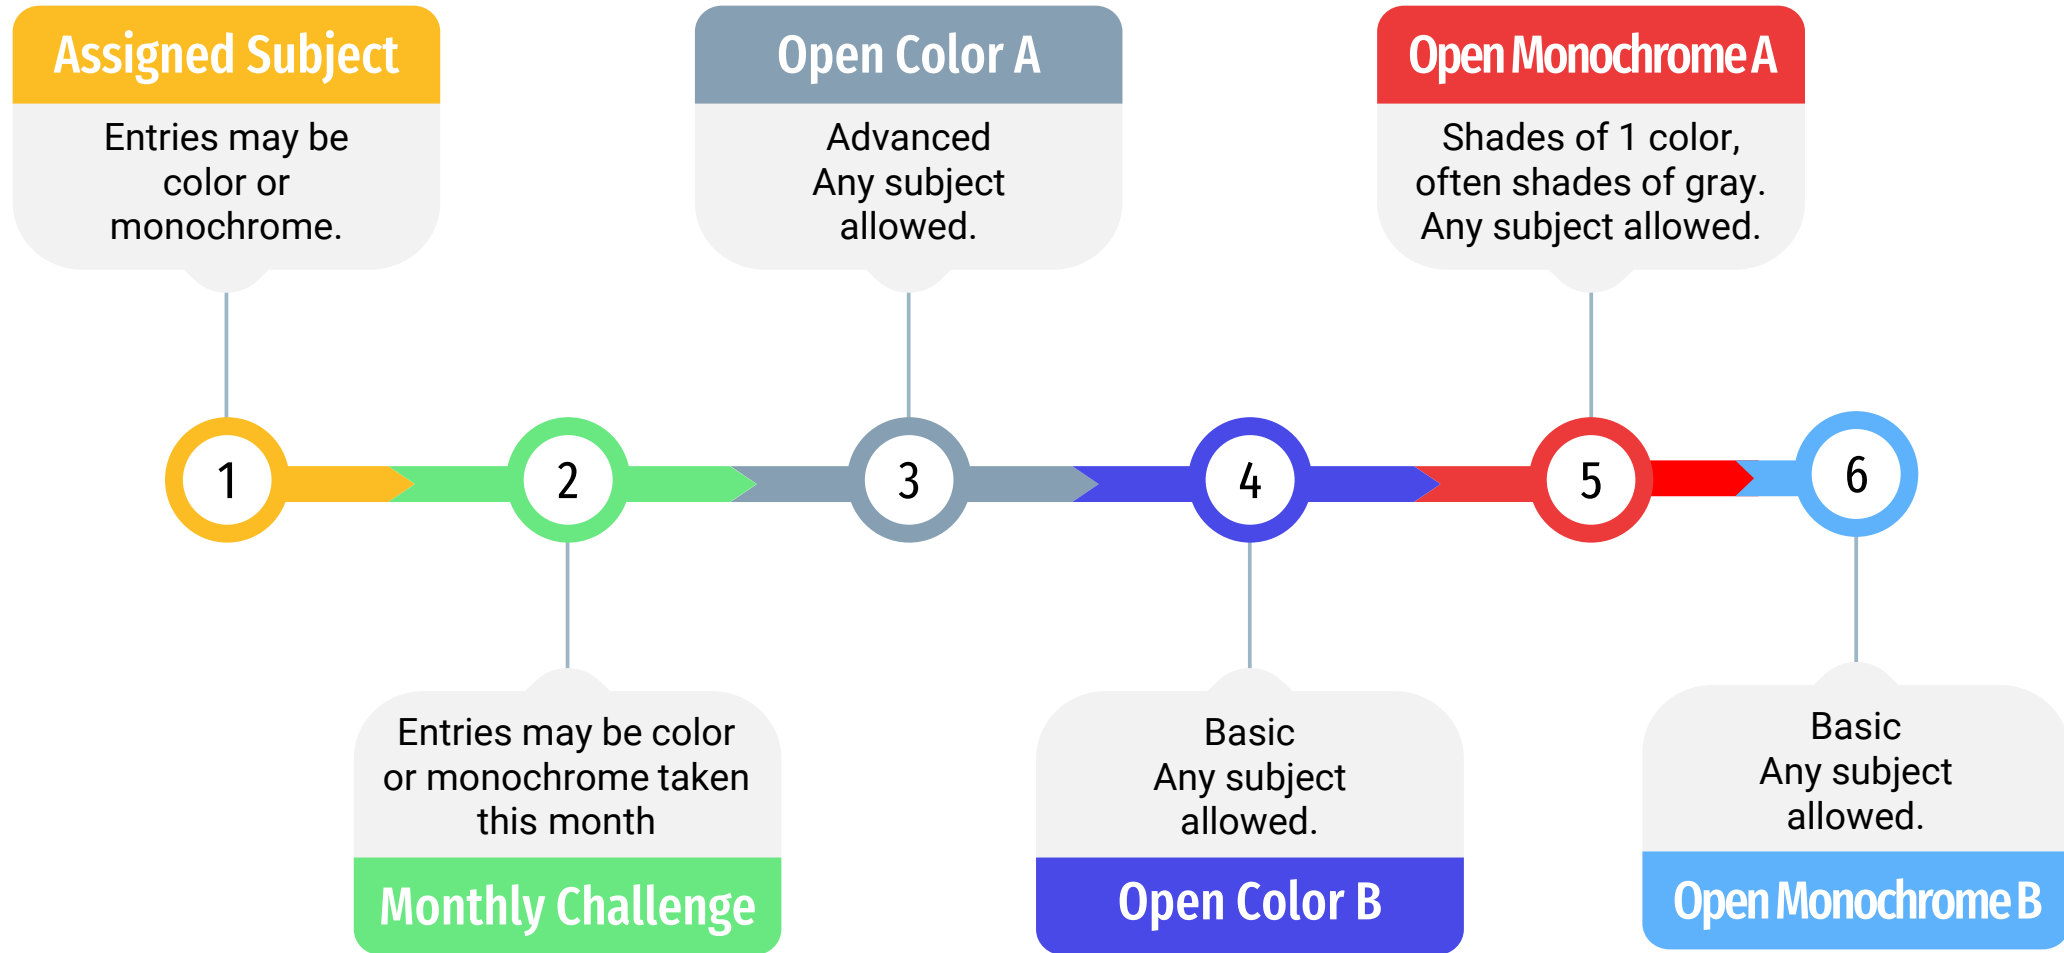 Assigned Subject
Entries may be
color or
monochrome.
Open Color A
Advanced
Any subject
allowed.
Open Monochrome A
Shades of 1 color,
often shades of gray.
Any subject allowed.
1
2
3
4
5
6
Entries may be color
or monochrome taken
this month
Monthly Challenge
Basic
Any subject
allowed.
Open Color B
Basic
Any subject
allowed.
Open Monochrome B